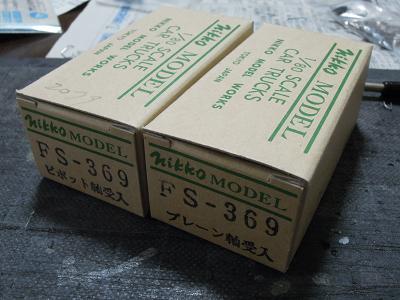 nikko MODEL
1/80 SCALE
CAR TRUCKS
NIKKO MODEL WORKS
TOKYO JAPAN
nikko MODEL
FS-369
ピボット軸受入
nikko MODEL
1/80 SCALE
CAR TRUCKS
NIKKO MODEL WORKS
TOKYO JAPAN
nikko MODEL
FS-369
プレーン軸受入